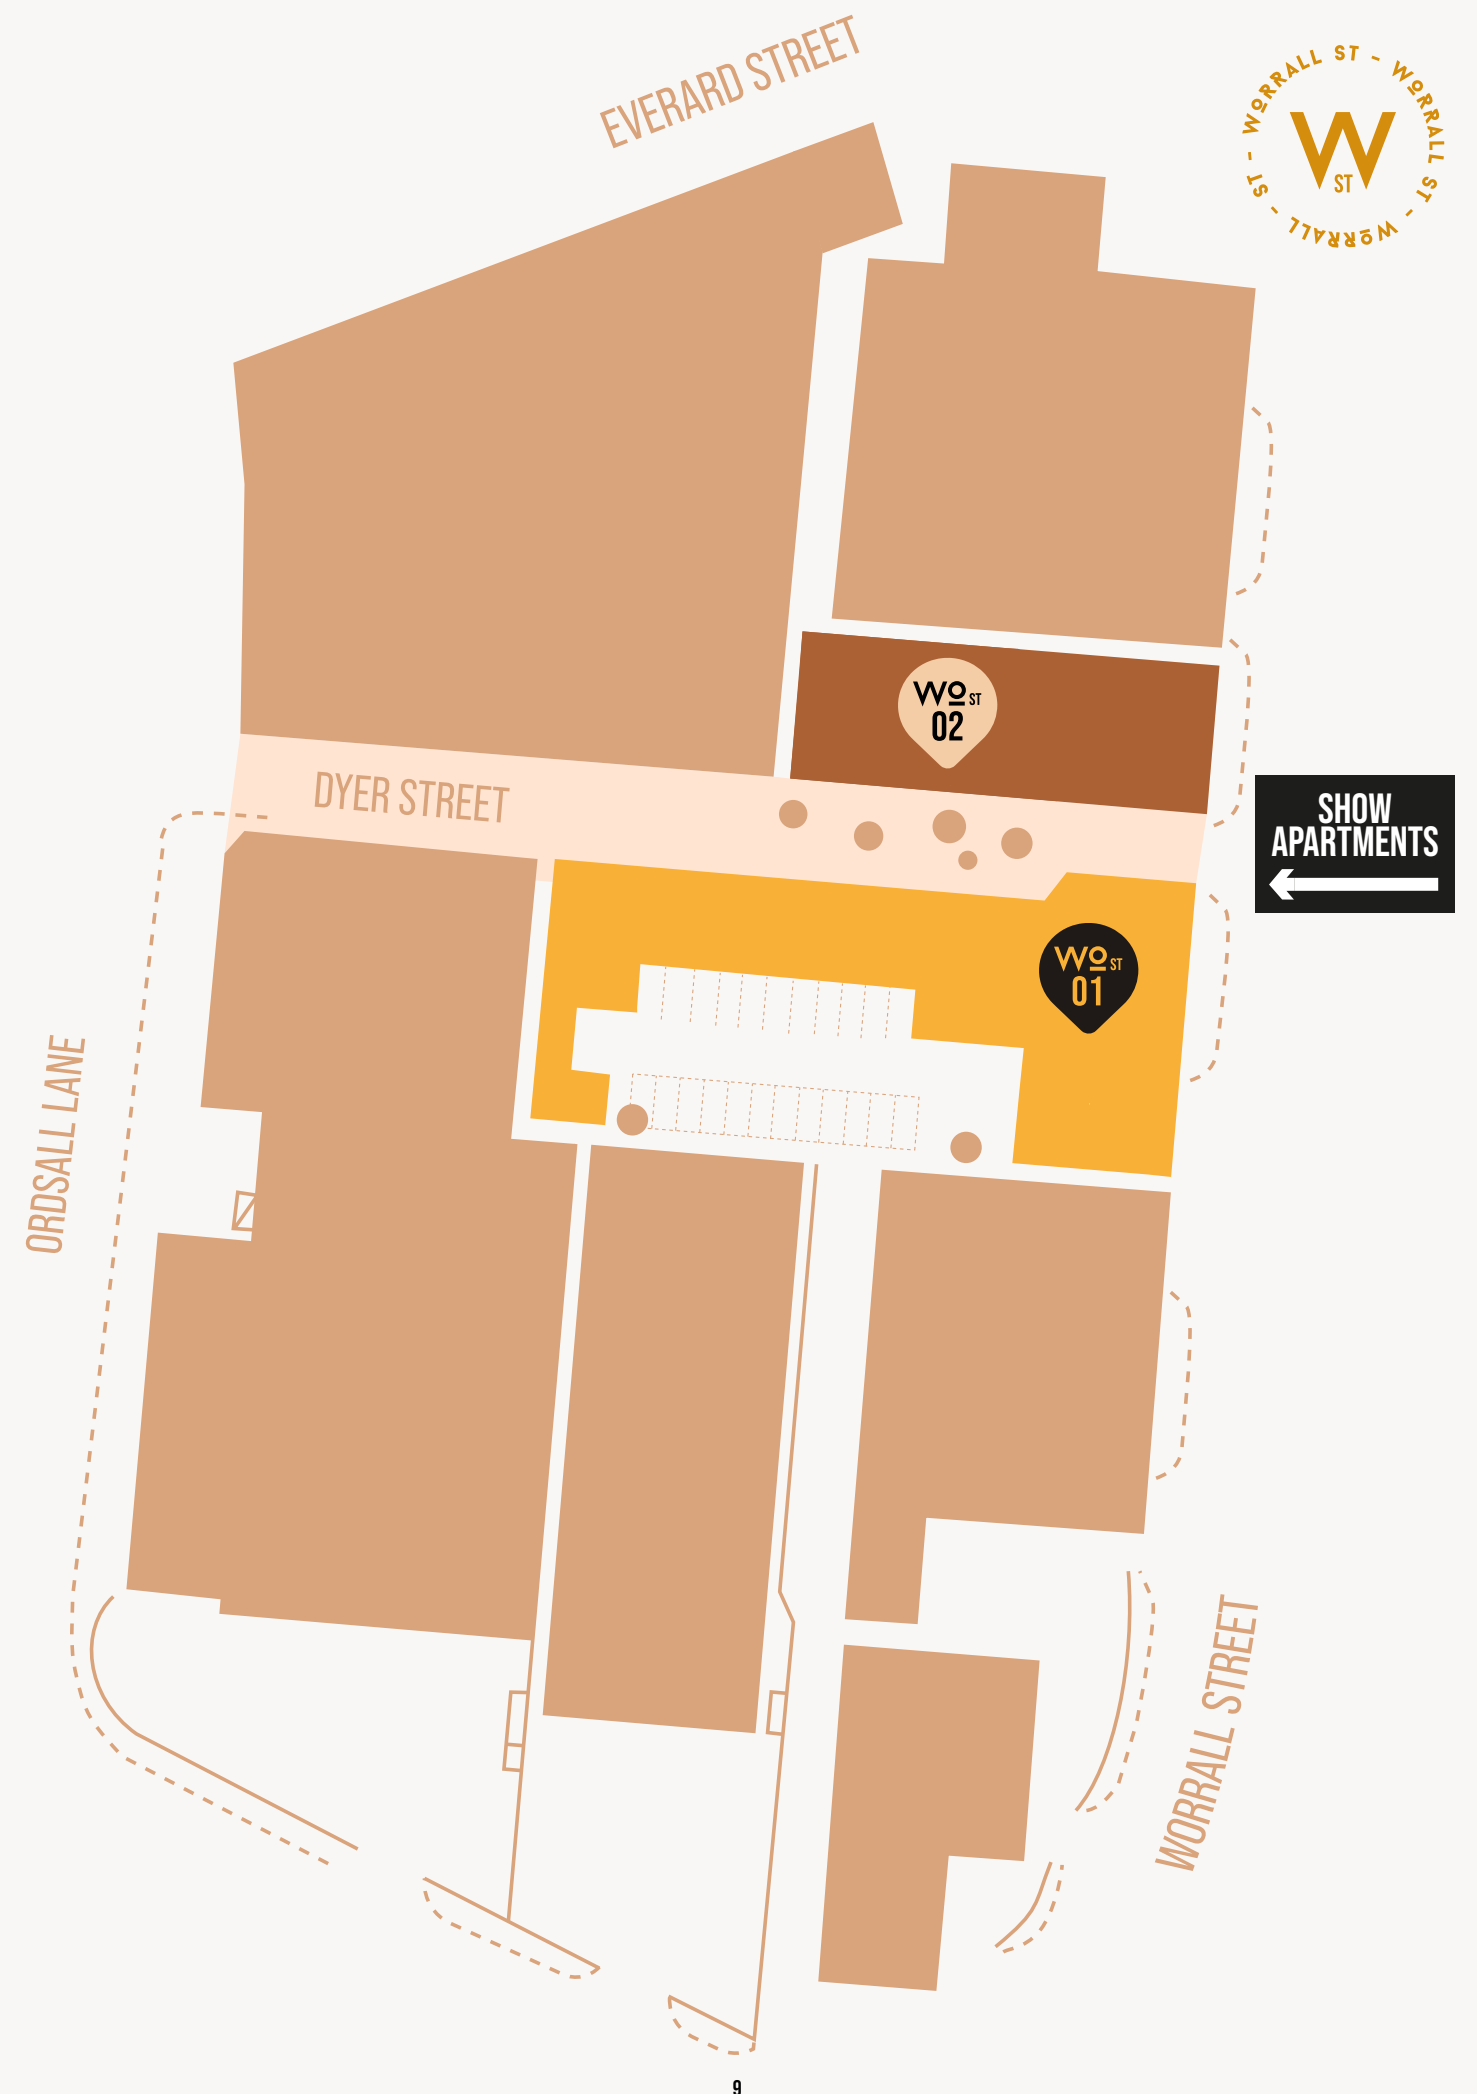 EVERARD STREET
WORRALL ST - WORRALL ST - WORRALL ST -
W
ST
WO ST
02
DYER STREET
SHOW
APARTMENTS
WO ST
01
ORDSALL LANE
WORRALL STREET
9